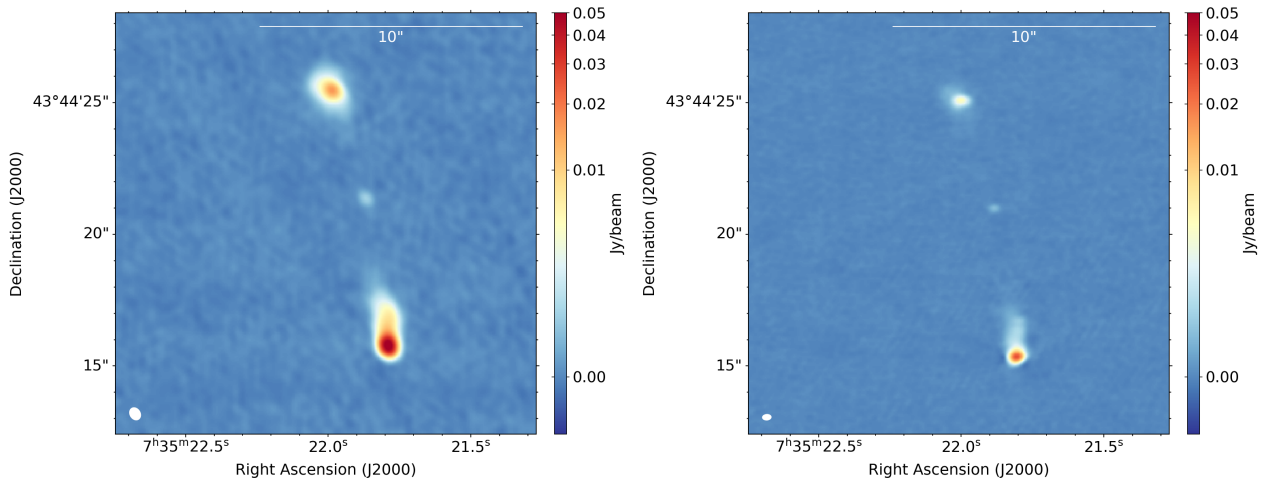 10"
43°44'25"
20"
15"
7ʰ35ᵐ22.5ˢ
22.0ˢ
21.5ˢ
Right Ascension (J2000)
Declination (J2000)
0.05
0.04
0.03
0.02
0.01
0.00
Jy/beam
10"
43°44'25"
20"
15"
7ʰ35ᵐ22.5ˢ
22.0ˢ
21.5ˢ
Right Ascension (J2000)
Declination (J2000)
0.05
0.04
0.03
0.02
0.01
0.00
Jy/beam